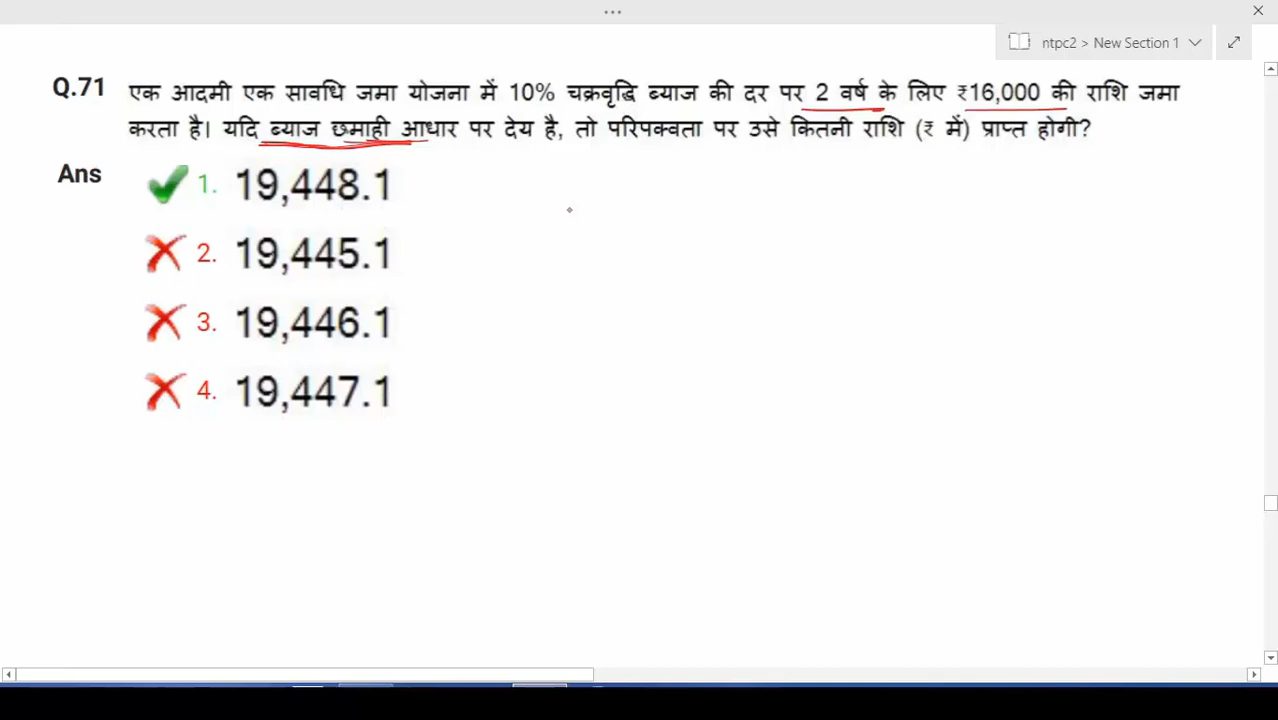 ntpc2 > New Section 1
Q.71 एक आदमी एक सावधि जमा योजना में 10% चक्रवृद्धि ब्याज की दर पर 2 वर्ष के लिए ₹16,000 की राशि जमा
करता है। यदि ब्याज छमाही आधार पर देय है, तो परिपक्वता पर उसे कितनी राशि (₹ में) प्राप्त होगी?
Ans 1. 19,448.1
2. 19,445.1
3. 19,446.1
4. 19,447.1